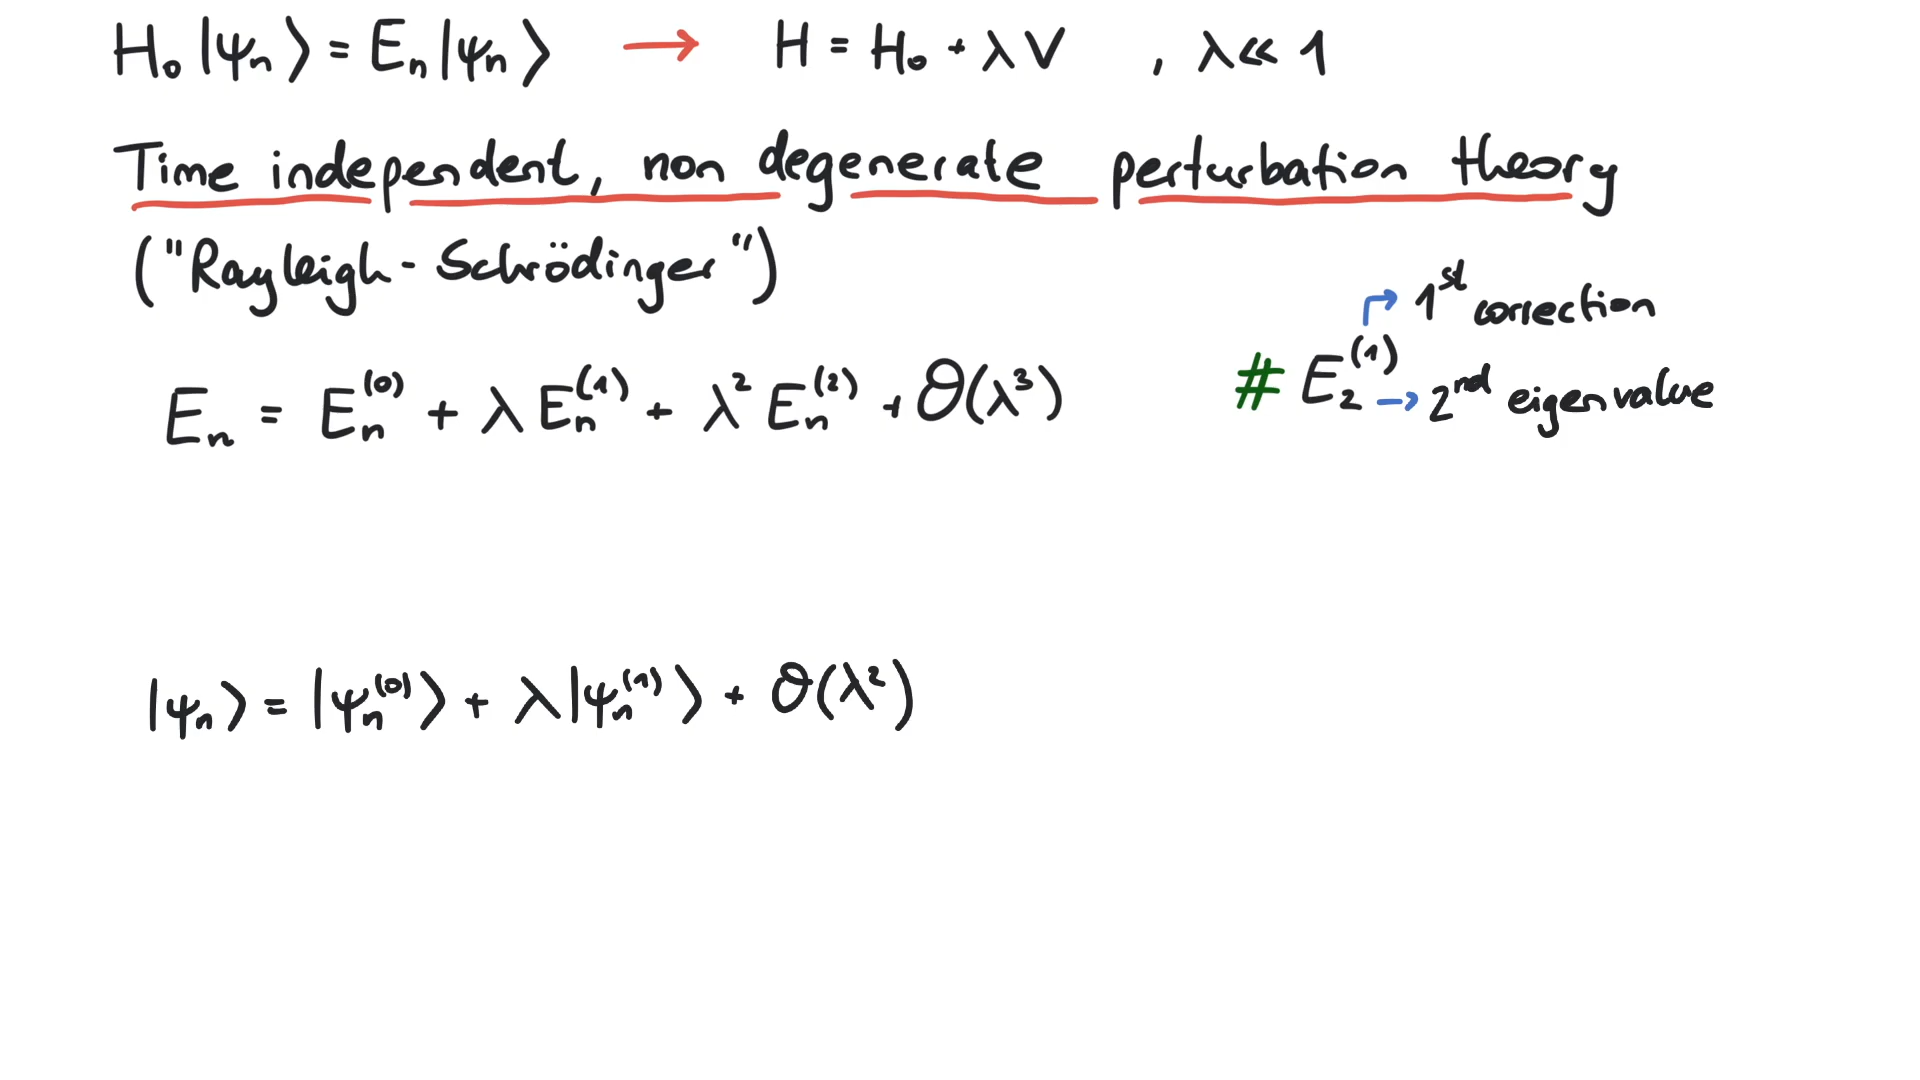 H₀|ψₙ⟩ = Eₙ|ψₙ⟩ → H = H₀ + λV , λ ≪ 1
Time independent, non degenerate perturbation theory
("Rayleigh - Schrödinger")
Eₙ = Eₙ⁽⁰⁾ + λEₙ⁽¹⁾ + λ²Eₙ⁽²⁾ + O(λ³)
# E₂⁽¹⁾ → 1ˢᵗ correction
→ 2ⁿᵈ eigenvalue
|ψₙ⟩ = |ψₙ⁽⁰⁾⟩ + λ|ψₙ⁽¹⁾⟩ + O(λ²)